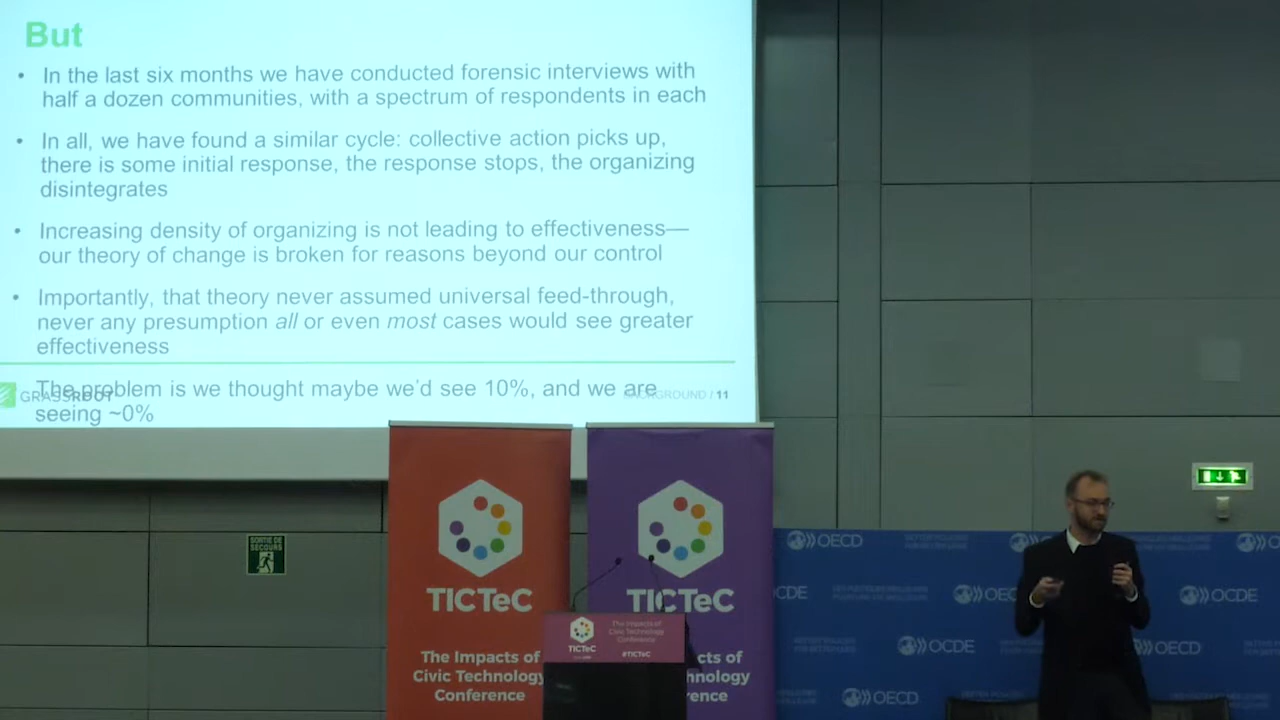 But
• In the last six months we have conducted forensic interviews with
half a dozen communities, with a spectrum of respondents in each
• In all, we have found a similar cycle: collective action picks up,
there is some initial response, the response stops, the organizing
disintegrates
• Increasing density of organizing is not leading to effectiveness—
our theory of change is broken for reasons beyond our control
• Importantly, that theory never assumed universal feed-through,
never any presumption all or even most cases would see greater
effectiveness
The problem is we thought maybe we'd see 10%, and we are
seeing ~0%
GRASSROOT
BACKGROUND / 11
SORTIE DE
SECOURS
TICTeC
The Impacts of
Civic Technology
Conference
TICTeC
cts of
hnology
rence
TICTeC
The Impacts of
Civic Technology
Conference
#TICTeC
OECD
OCDE
OEC
OCDE
OCDE
OECD